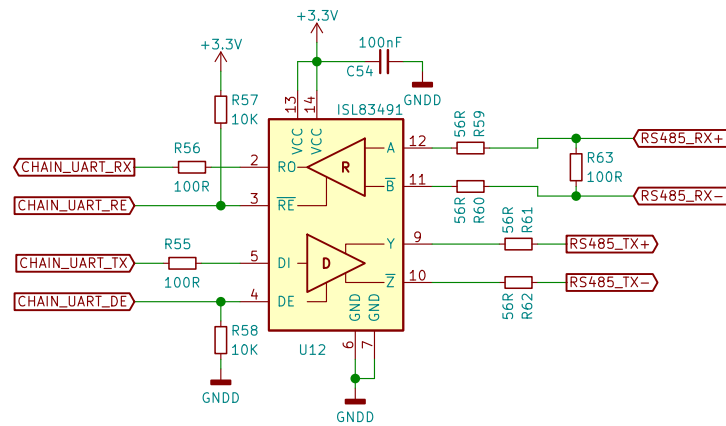 +3.3V
+3.3V
100nF
C54
GNDD
R57
10K
13
14
ISL83491
VCC
VCC
CHAIN_UART_RX
R56
100R
2
RO
R
A
12
56R
R59
R63
100R
RS485_RX+
CHAIN_UART_RE
3
RE
B
11
56R
R60
RS485_RX-
CHAIN_UART_TX
R55
100R
5
DI
D
Y
9
56R
R61
RS485_TX+
CHAIN_UART_DE
4
DE
Z
10
56R
R62
RS485_TX-
R58
10K
GNDD
GND
GND
U12
6
7
GNDD